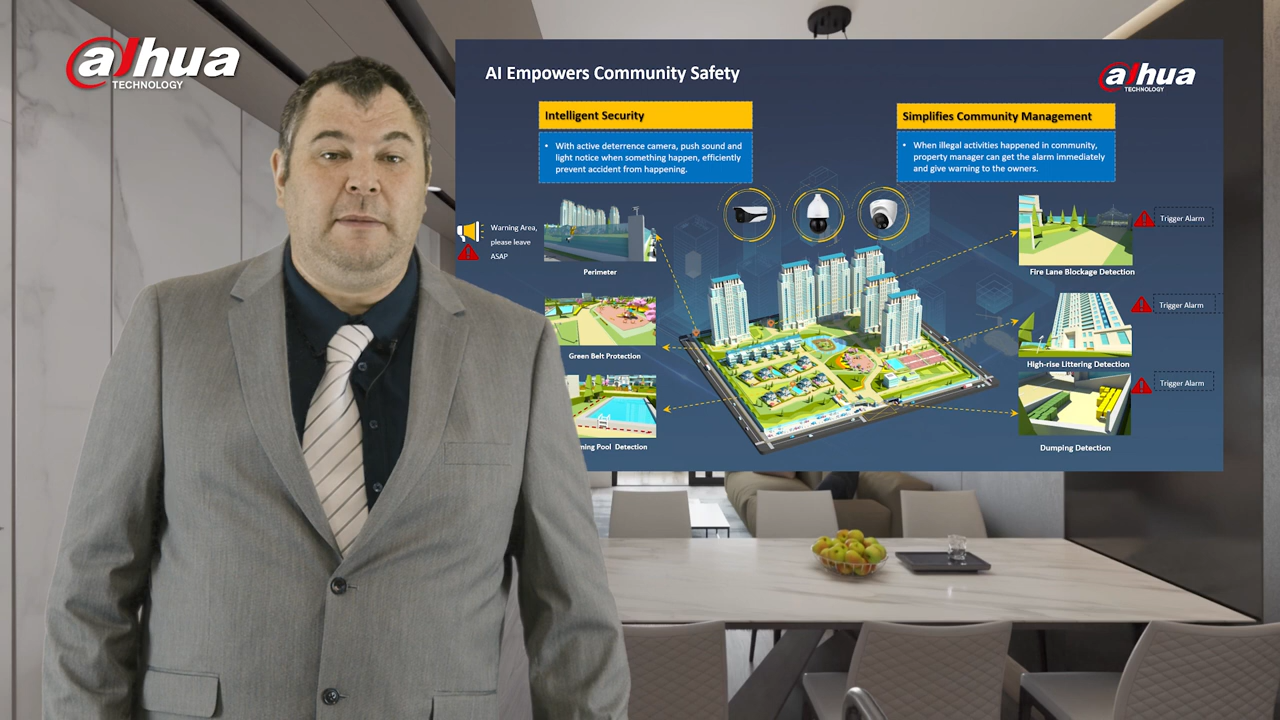 alhua
TECHNOLOGY
AI Empowers Community Safety
alhua
TECHNOLOGY
Intelligent Security
• With active deterrence camera, push sound and
light notice when something happen, efficiently
prevent accident from happening.
Simplifies Community Management
• When illegal activities happened in community,
property manager can get the alarm immediately
and give warning to the owners.
Warning Area,
please leave
ASAP
Perimeter
Green Belt Protection
ming Pool Detection
Trigger Alarm
Fire Lane Blockage Detection
Trigger Alarm
High-rise Littering Detection
Trigger Alarm
Dumping Detection